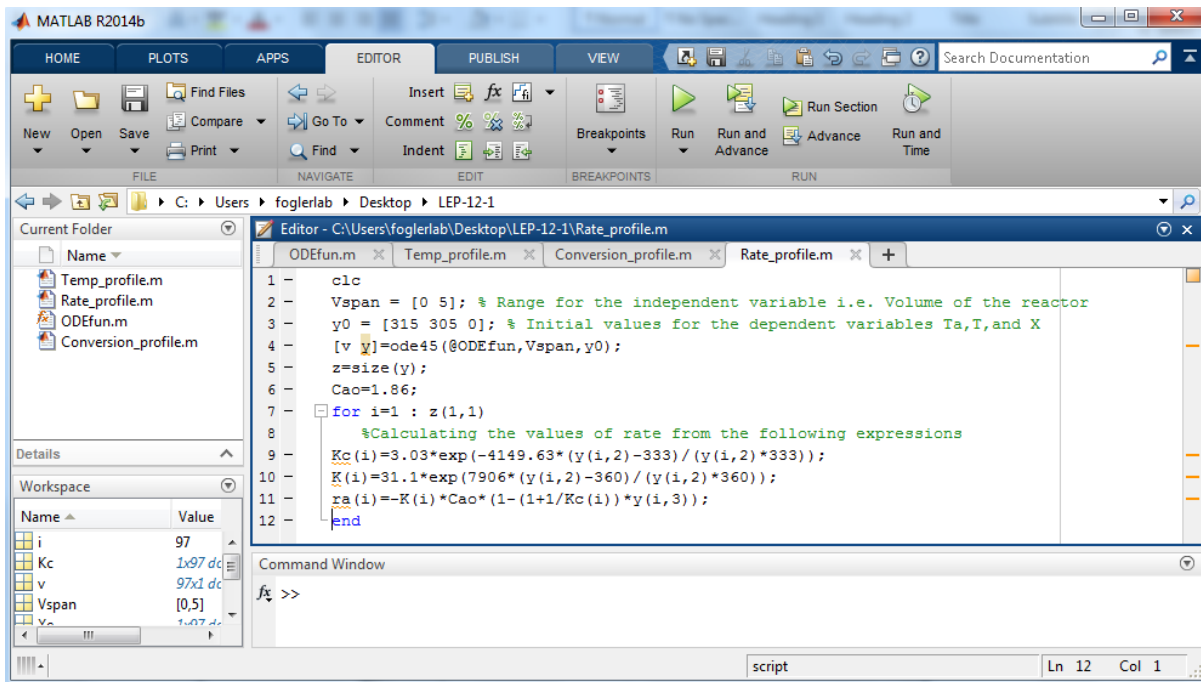 MATLAB R2014b
HOME PLOTS APPS EDITOR PUBLISH VIEW Search Documentation
New Open Save Find Files Compare Print
Go To Find
Insert fx Comment Indent
Breakpoints
Run Run and Advance Run Section Advance Run and Time
FILE NAVIGATE EDIT BREAKPOINTS RUN
C: Users foglerlab Desktop LEP-12-1
Current Folder
Name
Temp_profile.m
Rate_profile.m
ODEfun.m
Conversion_profile.m
Details
Workspace
Name Value
i 97
Kc 1x97 dc
v 97x1 dc
Vspan [0,5]
Editor - C:\Users\foglerlab\Desktop\LEP-12-1\Rate_profile.m
ODEfun.m Temp_profile.m Conversion_profile.m Rate_profile.m +
1 - clc
2 - Vspan = [0 5]; % Range for the independent variable i.e. Volume of the reactor
3 - y0 = [315 305 0]; % Initial values for the dependent variables Ta,T,and X
4 - [v y]=ode45(@ODEfun,Vspan,y0);
5 - z=size(y);
6 - Cao=1.86;
7 - for i=1 : z(1,1)
8 %Calculating the values of rate from the following expressions
9 - Kc(i)=3.03*exp(-4149.63*(y(i,2)-333)/(y(i,2)*333));
10 - K(i)=31.1*exp(7906*(y(i,2)-360)/(y(i,2)*360));
11 - ra(i)=-K(i)*Cao*(1-(1+1/Kc(i))*y(i,3));
12 - end
Command Window
fx >>
script Ln 12 Col 1